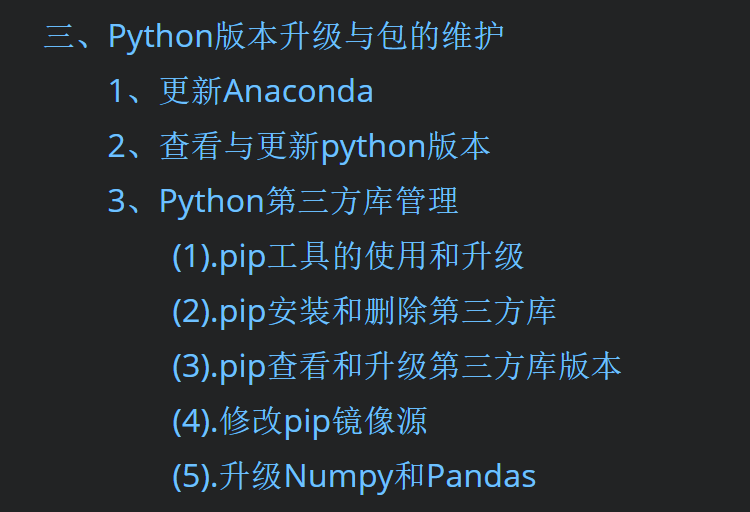 三、Python版本升级与包的维护
1、更新Anaconda
2、查看与更新python版本
3、Python第三方库管理
(1).pip工具的使用和升级
(2).pip安装和删除第三方库
(3).pip查看和升级第三方库版本
(4).修改pip镜像源
(5).升级Numpy和Pandas